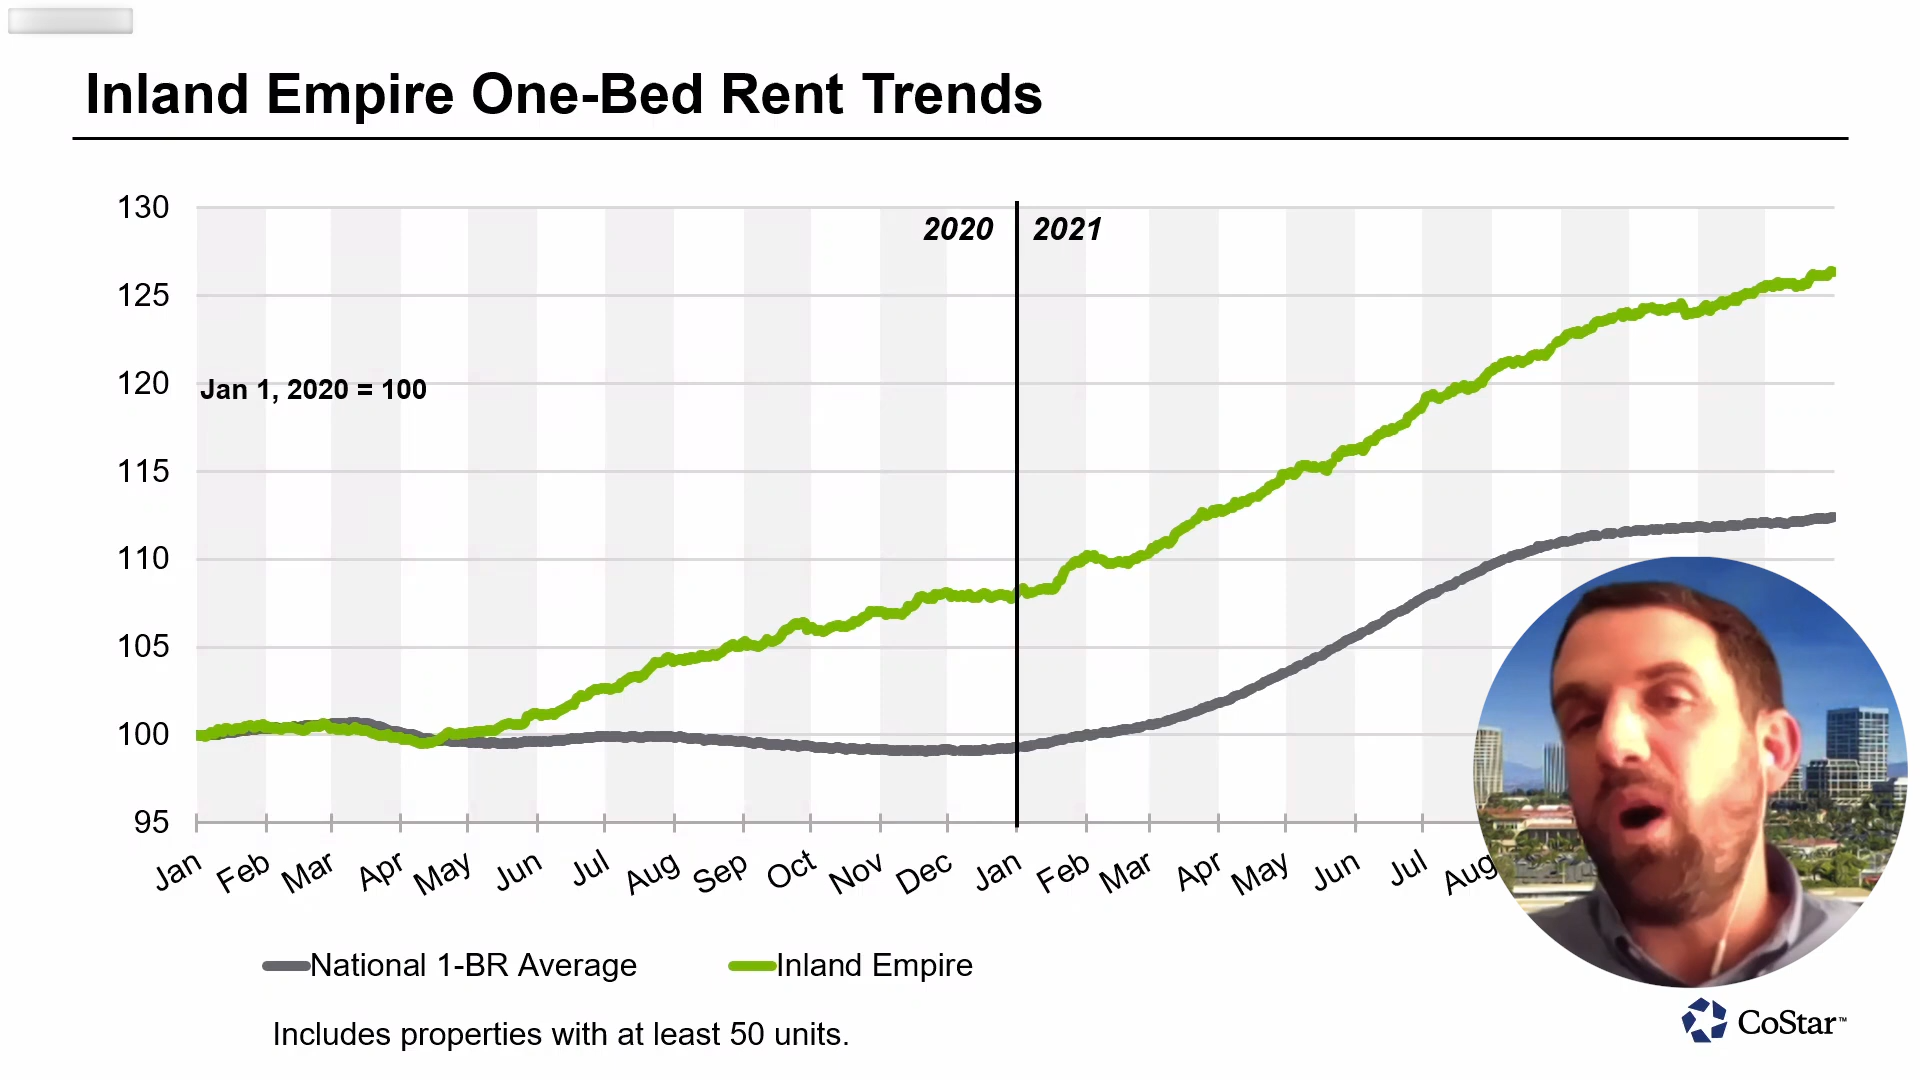 Inland Empire One-Bed Rent Trends
130
2020 2021
125
120
Jan 1, 2020 = 100
115
110
105
100
95
Jan Feb Mar Apr May Jun Jul Aug Sep Oct Nov Dec Jan Feb Mar Apr May Jun Jul Aug
National 1-BR Average Inland Empire
Includes properties with at least 50 units.
CoStar™